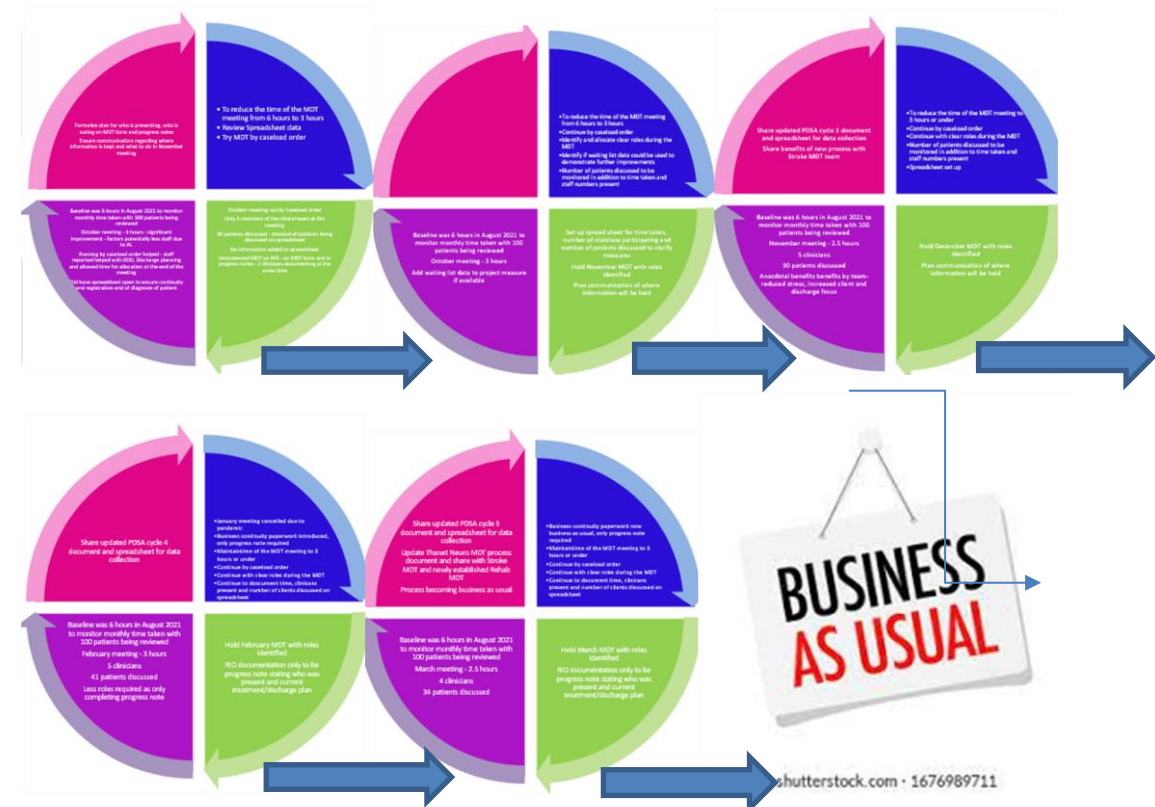 Formalise plan for who is presenting, who is
noting on MDT form and progress notes
Ensure communication regarding where
information is kept and what to do in November
meeting
• To reduce the time of the MDT
meeting from 6 hours to 3 hours
• Review Spreadsheet data
• Try MDT by caseload order
Baseline was 6 hours in August 2021 to monitor
monthly time taken with 100 patients being
reviewed
October meeting - 3 hours - significant
improvement - factors potentially less staff due
to AL
Running by caseload order helped - staff
reported helped with EDD, Discharge planning
and allowed time for allocation at the end of the
meeting
have spreadsheet open to ensure continuity
and registration and of diagnosis of patient
October meeting run by Caseload order
Only 3 members of the clinical team at Oct
meeting
patients discussed - checked of patients being
discussed on spreadsheet
No information added to spreadsheet
Documented MDT on RIO - on MDT form and in
progress notes - 2 clinicians documenting at the
same time
•To reduce the time of the MDT meeting
from 6 hours to 3 hours
•Continue by caseload order
•Identify and allocate clear roles during the
MDT
•Identify if waiting list data could be used to
demonstrate further improvements
•Number of patients discussed to be
monitored in addition to time taken and
staff numbers present
Baseline was 6 hours in August 2021 to
monitor monthly time taken with 100
patients being reviewed
October meeting - 3 hours
Add waiting list data to project measure
if available
Set up spread sheet for time taken,
number of clinicians participating and
number of patients discussed to clarify
measures
Hold November MDT with roles
identified
Plan communication of where
information will be held
Share updated PDSA cycle 3 document
and spreadsheet for data collection
Share benefits of new process with
Stroke MDT team
•To reduce the time of the MDT meeting to
3 hours or under
•Continue by caseload order
•Continue with clear roles during the MDT
•Number of patients discussed to be
monitored in addition to time taken and
staff numbers present
•Spreadsheet set up
Baseline was 6 hours in August 2021 to
monitor monthly time taken with 100
patients being reviewed
November meeting - 2.5 hours
5 clinicians
30 patients discussed
Anecdotal benefits benefits by team-
reduced stress, increased client and
discharge focus
Hold December MDT with roles
identified
Plan communication of where
information will be held
Share updated PDSA cycle 4
document and spreadsheet for data
collection
•January meeting cancelled due to
pandemic
•Business continuity paperwork introduced,
only progress note required
•Maintaintime of the MDT meeting to 3
hours or under
•Continue by caseload order
•Continue with clear roles during the MDT
•Continue to document time, clinicians
present and number of clients discussed on
spreadsheet
Baseline was 6 hours in August 2021
to monitor monthly time taken with
100 patients being reviewed
February meeting - 3 hours
5 clinicians
41 patients discussed
Less roles required as only
completing progress note
Hold February MDT with roles
identified
RIO documentation only to be
progress note stating who was
present and current
treatment/discharge plan
Share updated PDSA cycle 5
document and spreadsheet for data
collection
Update Thanet Neuro MDT process
document and share with Stroke
MDT and newly established Rehab
MDT
Process becoming business as usual
•Business continuity paperwork now
business as usual, only progress note
required
•Maintaintime of the MDT meeting to 3
hours or under
•Continue by caseload order
•Continue with clear roles during the MDT
•Continue to document time, clinicians
present and number of clients discussed on
spreadsheet
Baseline was 6 hours in August 2021
to monitor monthly time taken with
100 patients being reviewed
March meeting - 2.5 hours
4 clinicians
34 patients discussed
Hold March MDT with roles
identified
RIO documentation only to be
progress note stating who was
present and current
treatment/discharge plan
BUSINESS
AS USUAL
shutterstock.com · 1676989711